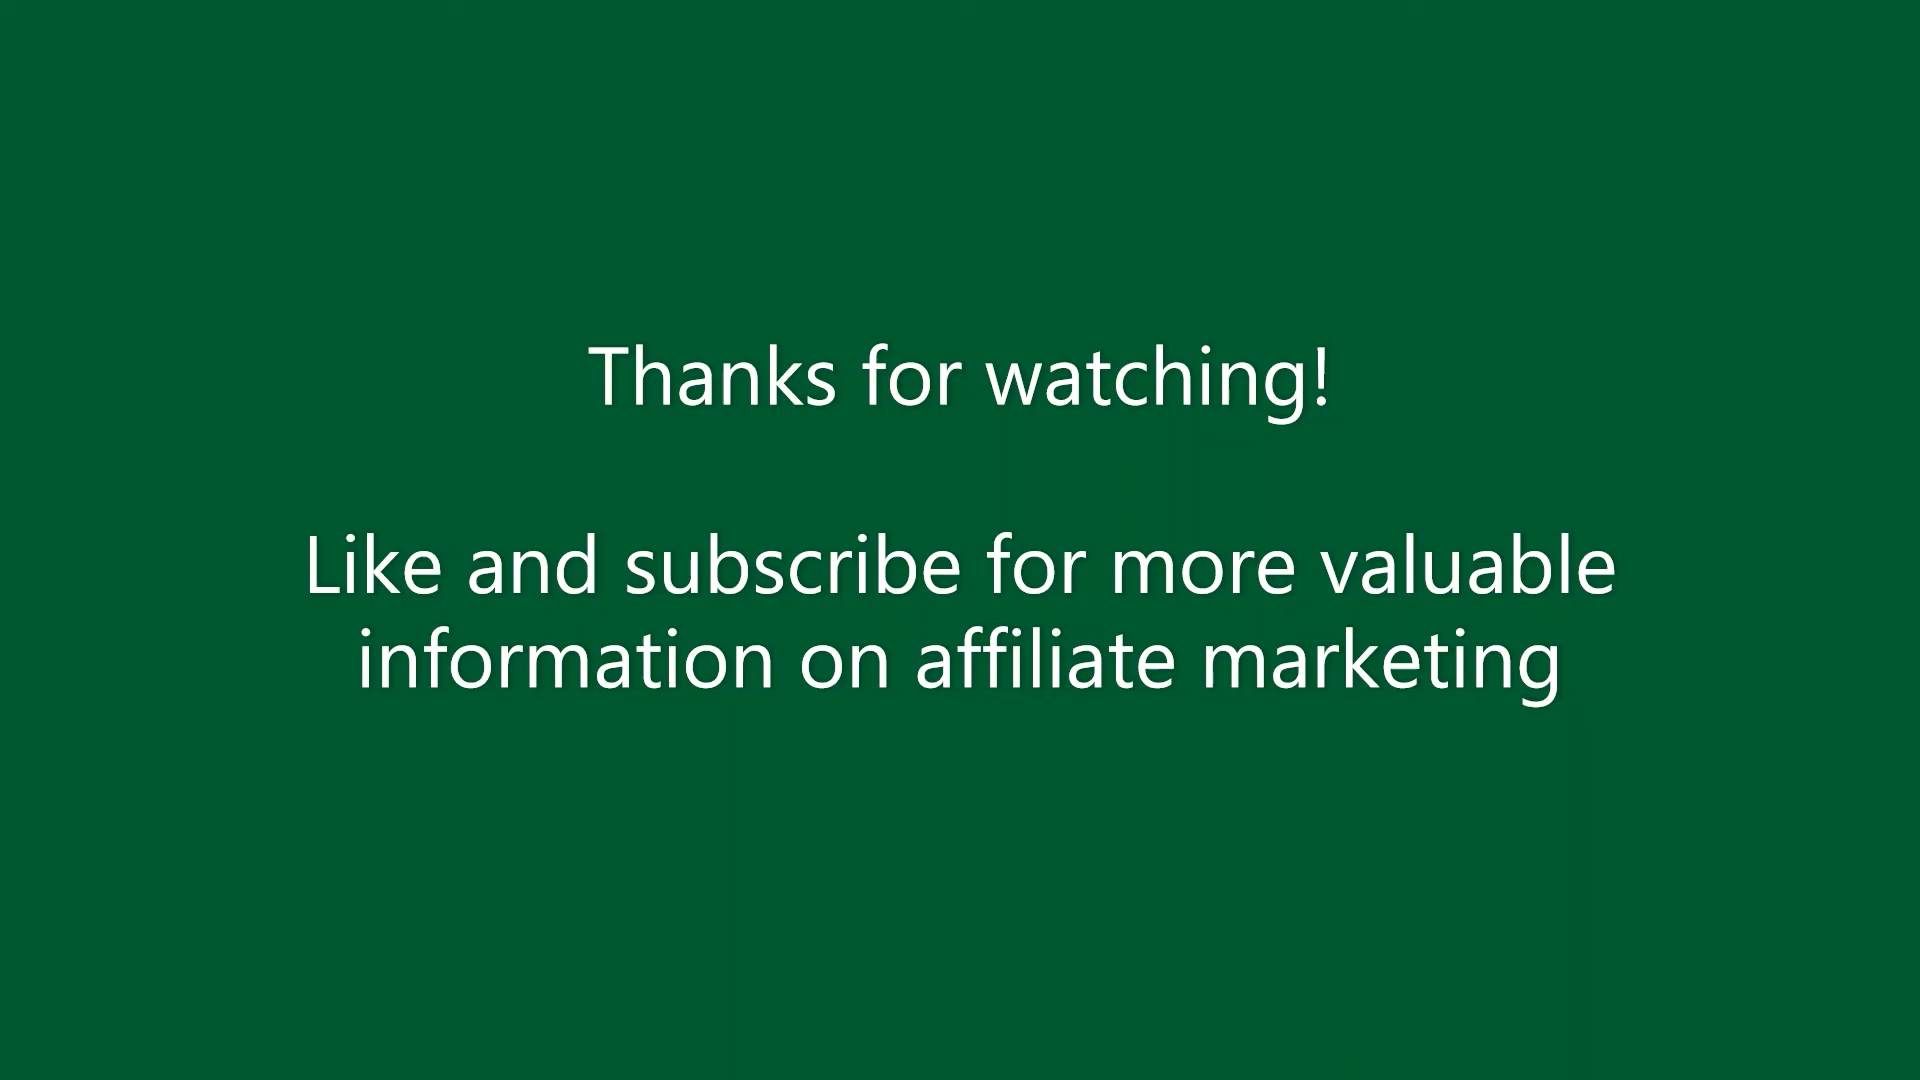 Thanks for watching!
Like and subscribe for more valuable
information on affiliate marketing